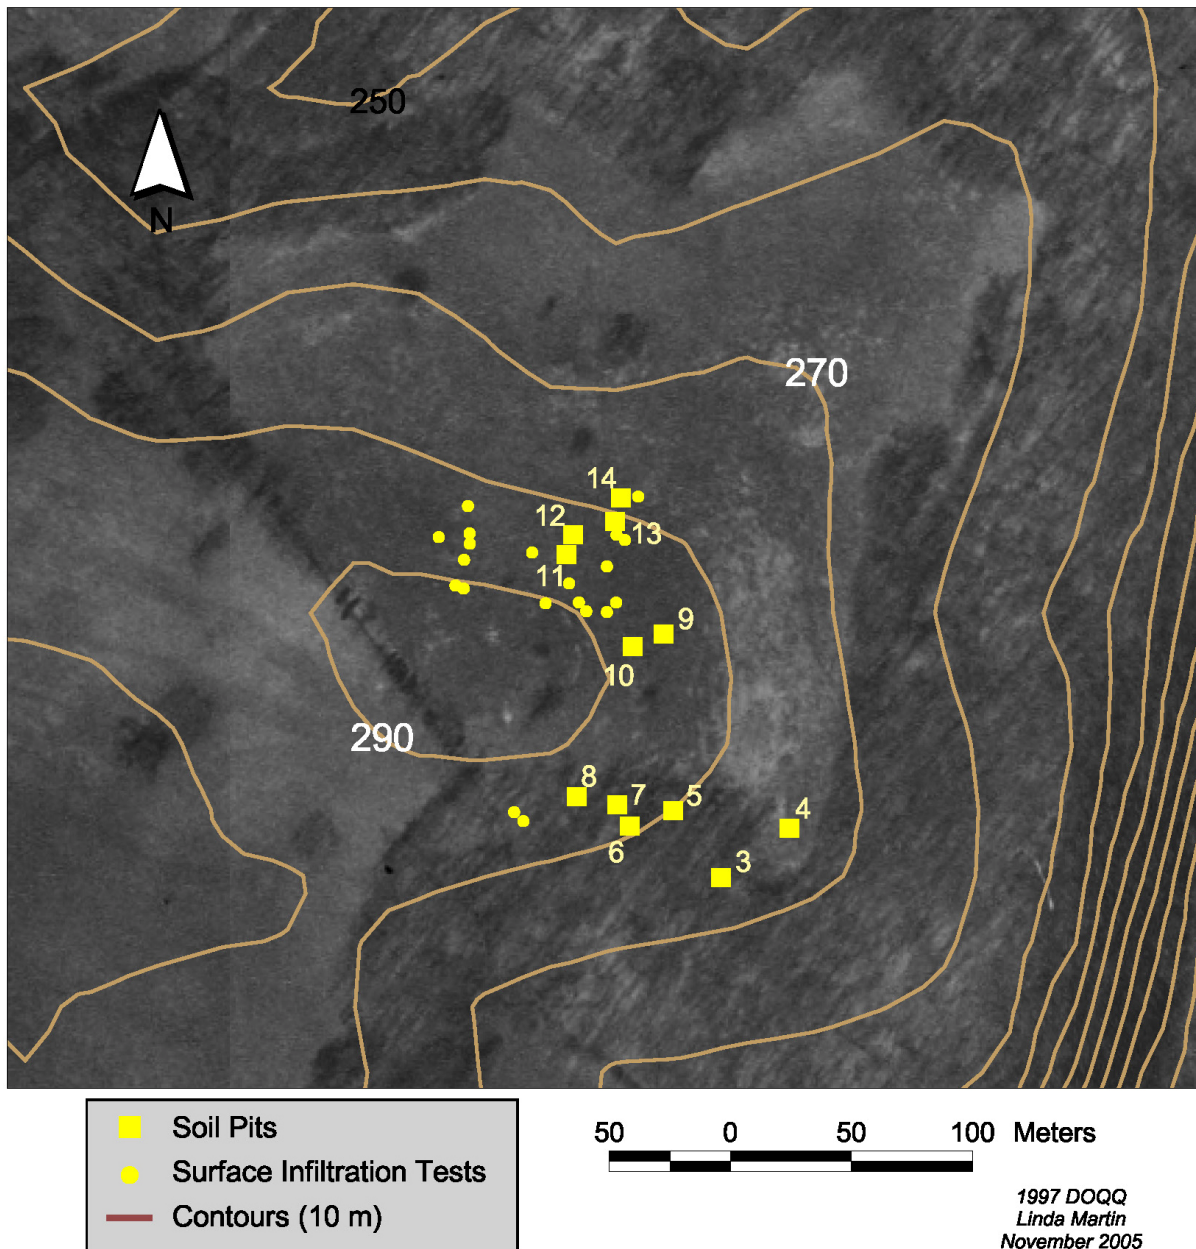 250
N
270
14
12
13
11
9
10
290
8
7
5
4
6
3
Soil Pits
Surface Infiltration Tests
Contours (10 m)
50 0 50 100 Meters
1997 DOQQ
Linda Martin
November 2005